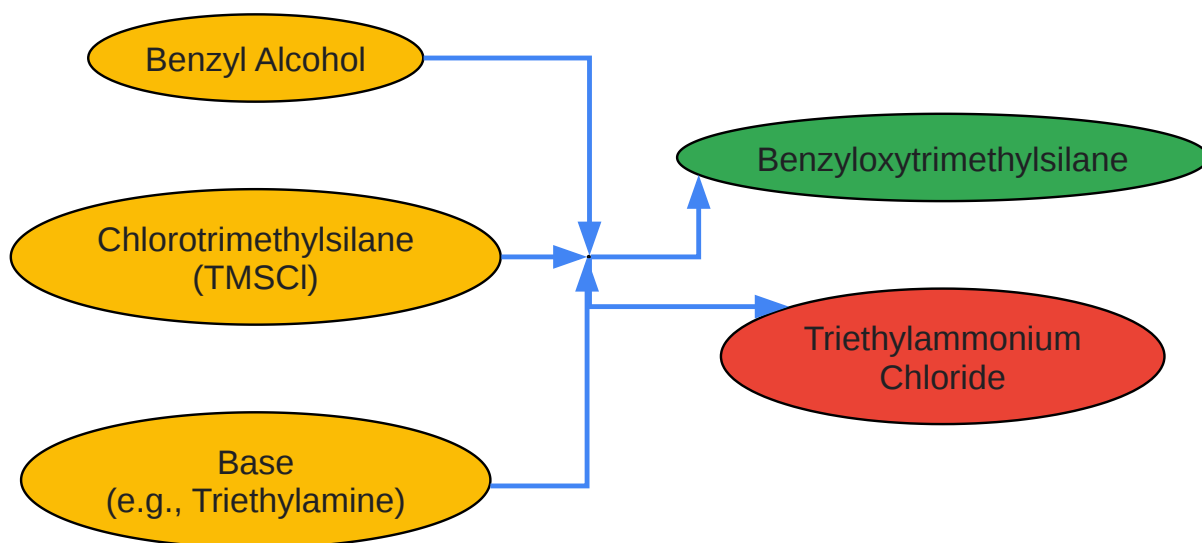 Benzyl Alcohol
Chlorotrimethylsilane
(TMSCl)
Base
(e.g., Triethylamine)
Benzyloxytrimethylsilane
Triethylammonium
Chloride